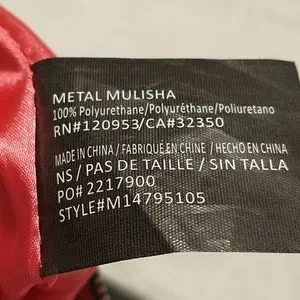 METAL MULISHA
100% Polyurethane/Polyuréthane/Poliuretano
RN#120953/CA#32350
MADE IN CHINA / FABRIQUÉ EN CHINE / HECHO EN CHINA
NS / PAS DE TAILLE / SIN TALLA
PO# 2217900
STYLE#M14795105